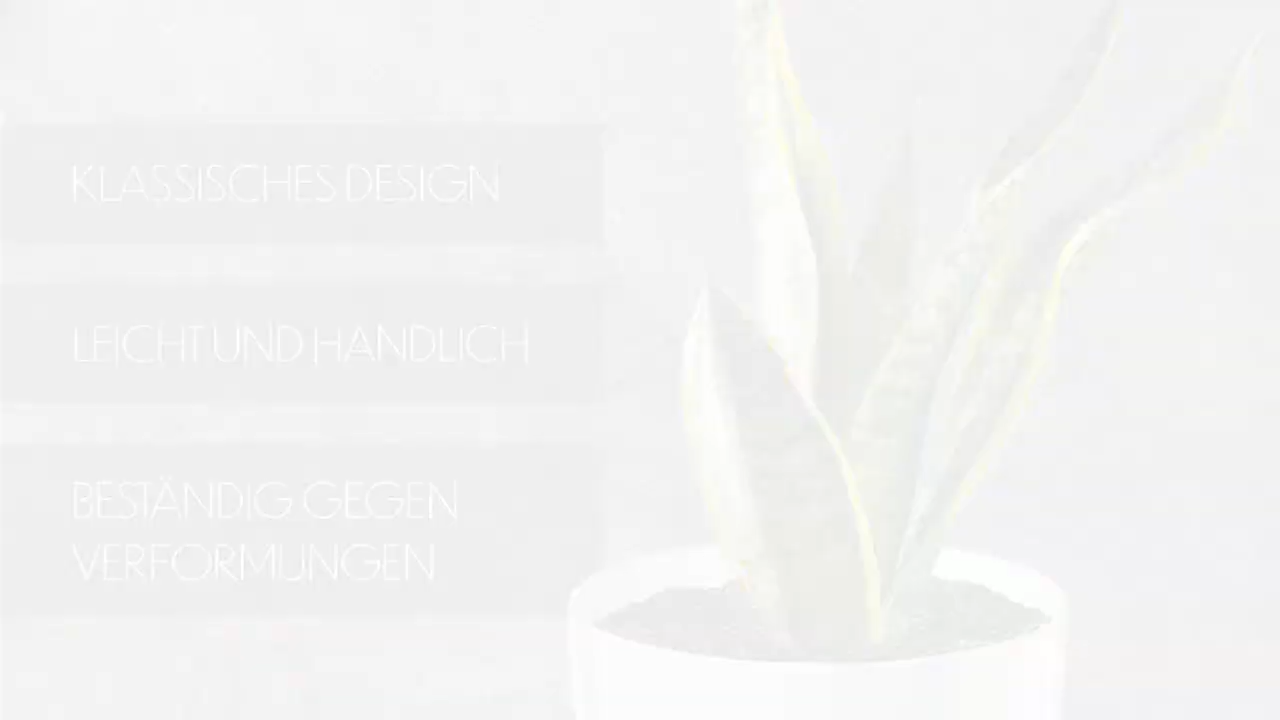 KLASSISCHES DESIGN
LEICHT UND HANDLICH
BESTÄNDIG GEGEN
VERFORMUNGEN